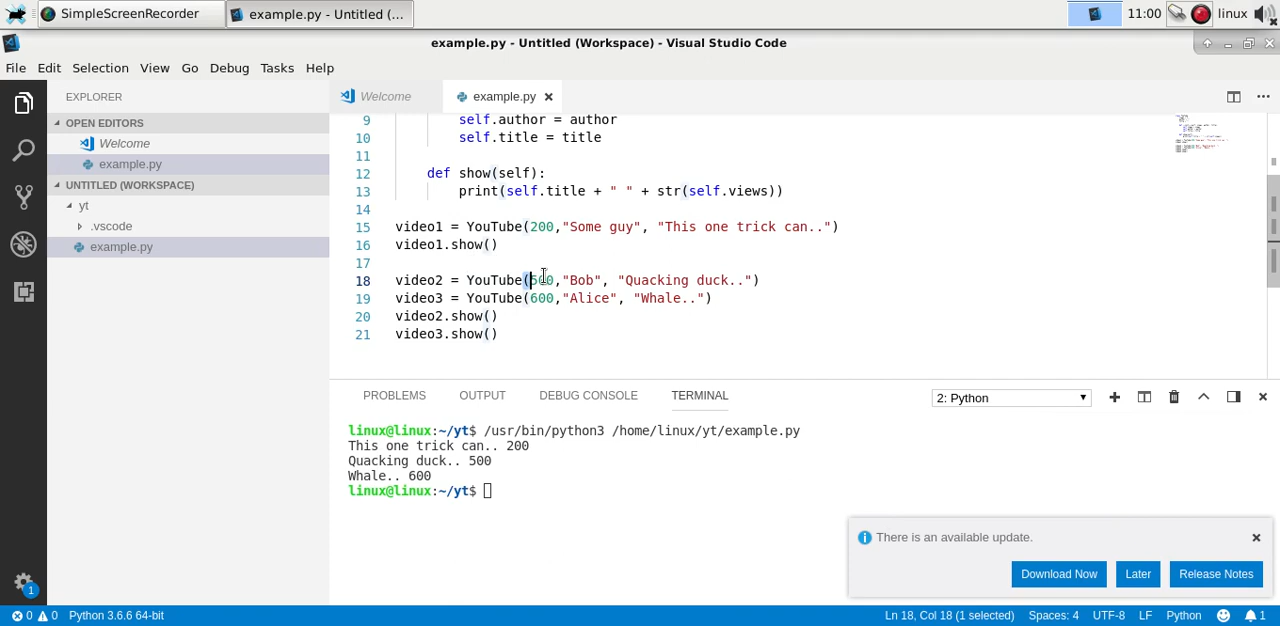 SimpleScreenRecorder
example.py - Untitled (...
11:00
linux
example.py - Untitled (Workspace) - Visual Studio Code
File Edit Selection View Go Debug Tasks Help
EXPLORER
OPEN EDITORS
Welcome
example.py
UNTITLED (WORKSPACE)
yt
.vscode
example.py
Welcome
example.py
9 self.author = author
10 self.title = title
11
12 def show(self):
13 print(self.title + " " + str(self.views))
14
15 video1 = YouTube(200,"Some guy", "This one trick can..")
16 video1.show()
17
18 video2 = YouTube(500,"Bob", "Quacking duck..")
19 video3 = YouTube(600,"Alice", "Whale..")
20 video2.show()
21 video3.show()
PROBLEMS OUTPUT DEBUG CONSOLE TERMINAL
2: Python
linux@linux:~/yt$ /usr/bin/python3 /home/linux/yt/example.py
This one trick can.. 200
Quacking duck.. 500
Whale.. 600
linux@linux:~/yt$
There is an available update.
Download Now Later Release Notes
1
0 0 Python 3.6.6 64-bit
Ln 18, Col 18 (1 selected) Spaces: 4 UTF-8 LF Python 1